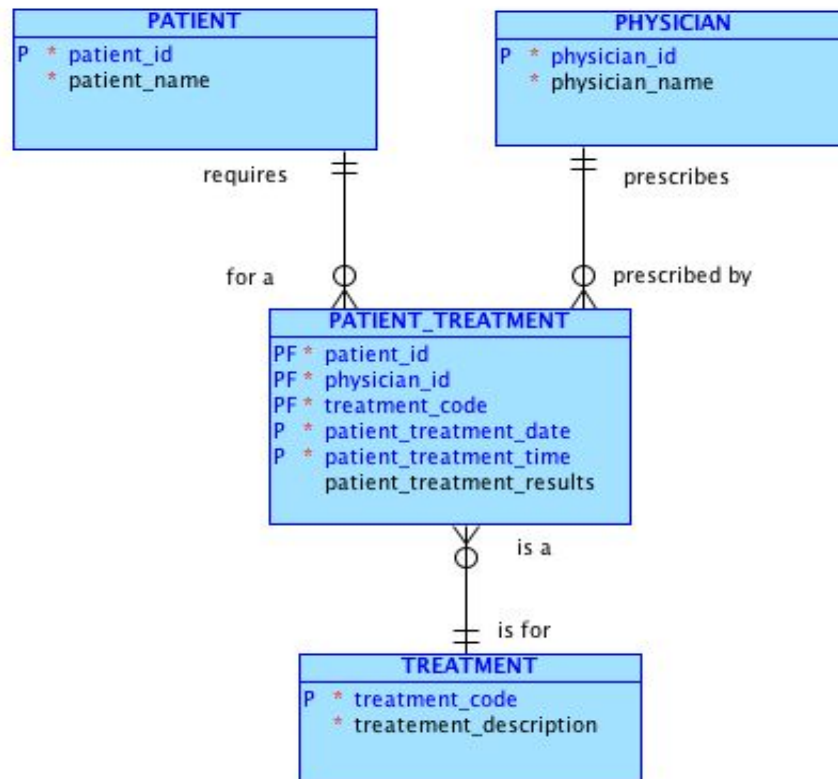 PATIENT
P * patient_id
* patient_name
PHYSICIAN
P * physician_id
* physician_name
requires
prescribes
for a
prescribed by
PATIENT_TREATMENT
PF * patient_id
PF * physician_id
PF * treatment_code
P * patient_treatment_date
P * patient_treatment_time
patient_treatment_results
is a
is for
TREATMENT
P * treatment_code
* treatement_description